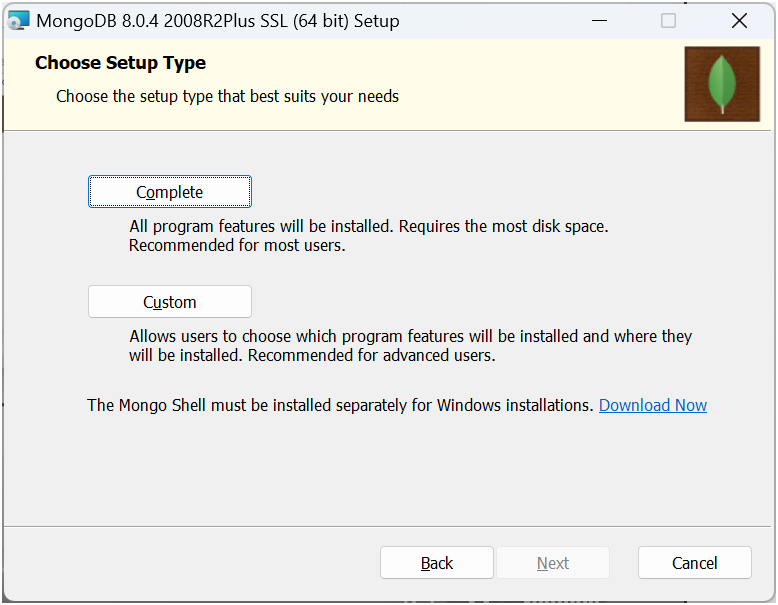 MongoDB 8.0.4 2008R2Plus SSL (64 bit) Setup
Choose Setup Type
Choose the setup type that best suits your needs
Complete
All program features will be installed. Requires the most disk space.
Recommended for most users.
Custom
Allows users to choose which program features will be installed and where they
will be installed. Recommended for advanced users.
The Mongo Shell must be installed separately for Windows installations. Download Now
Back Next Cancel